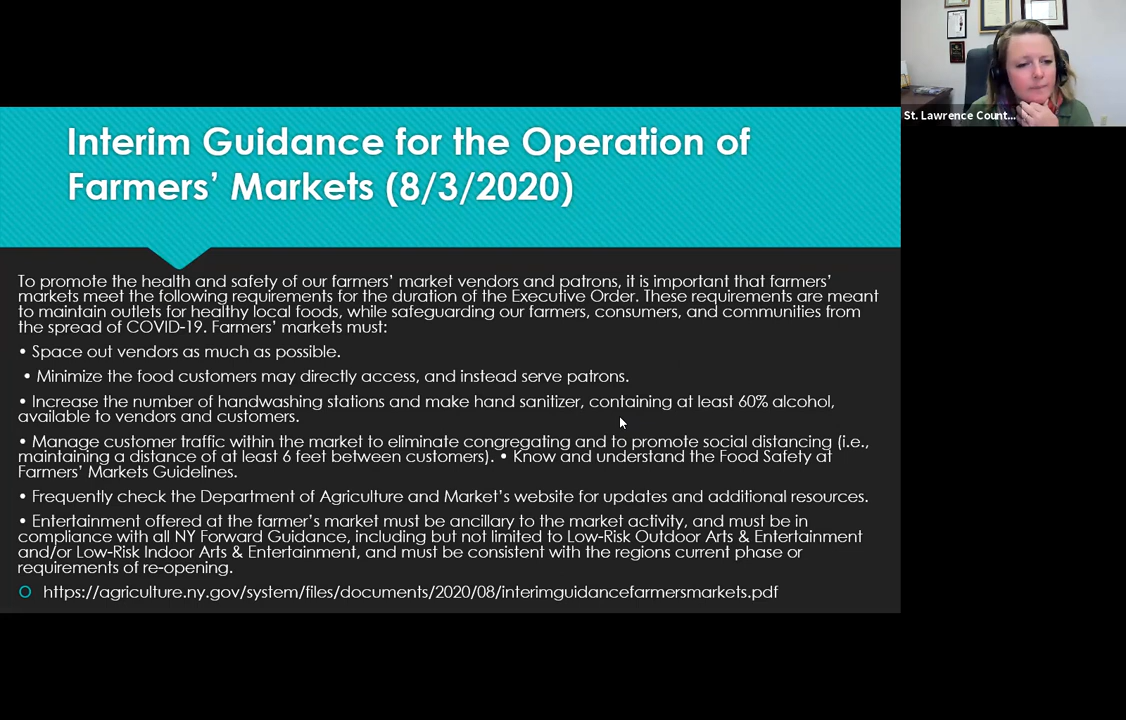 Interim Guidance for the Operation of
Farmers’ Markets (8/3/2020)
St. Lawrence Count...
To promote the health and safety of our farmers’ market vendors and patrons, it is important that farmers’
markets meet the following requirements for the duration of the Executive Order. These requirements are meant
to maintain outlets for healthy local foods, while safeguarding our farmers, consumers, and communities from
the spread of COVID-19. Farmers’ markets must:
• Space out vendors as much as possible.
• Minimize the food customers may directly access, and instead serve patrons.
• Increase the number of handwashing stations and make hand sanitizer, containing at least 60% alcohol,
available to vendors and customers.
• Manage customer traffic within the market to eliminate congregating and to promote social distancing (i.e.,
maintaining a distance of at least 6 feet between customers). • Know and understand the Food Safety at
Farmers’ Markets Guidelines.
• Frequently check the Department of Agriculture and Market’s website for updates and additional resources.
• Entertainment offered at the farmer’s market must be ancillary to the market activity, and must be in
compliance with all NY Forward Guidance, including but not limited to Low-Risk Outdoor Arts & Entertainment
and/or Low-Risk Indoor Arts & Entertainment, and must be consistent with the regions current phase or
requirements of re-opening.
https://agriculture.ny.gov/system/files/documents/2020/08/interimguidancefarmersmarkets.pdf